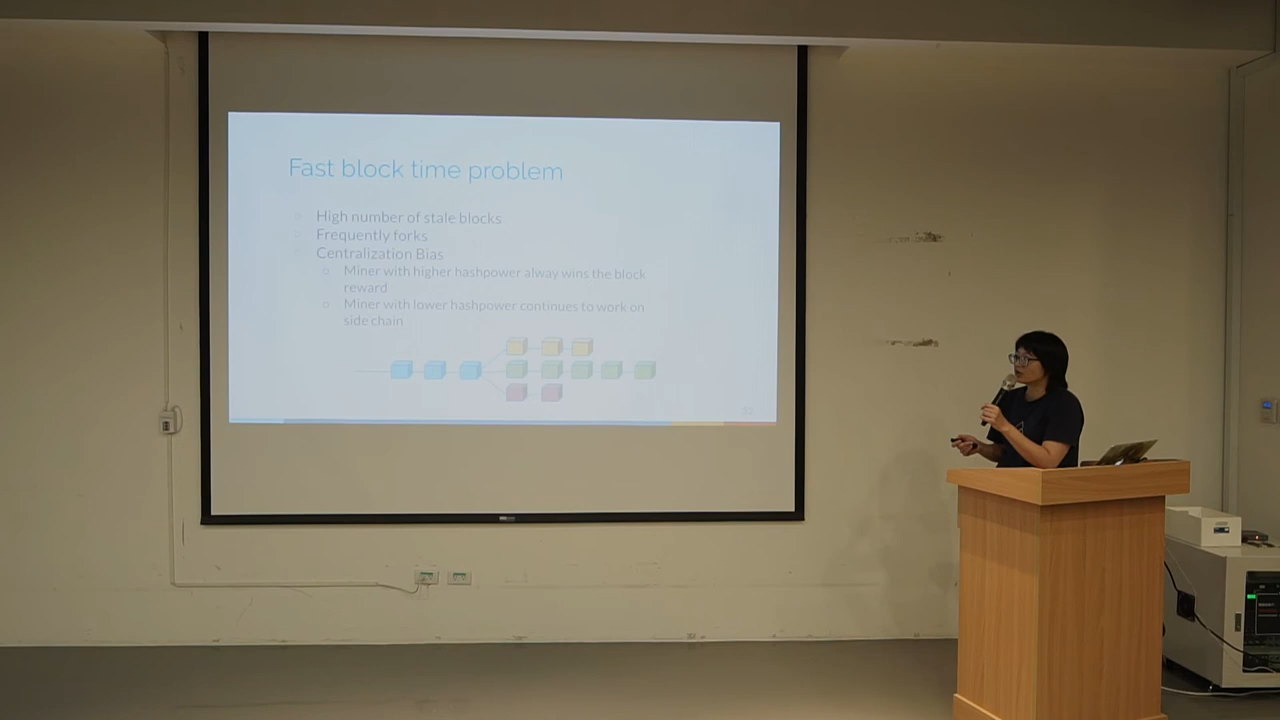 Fast block time problem
High number of stale blocks
Frequently forks
Centralization Bias
Miner with higher hashpower alway wins the block
reward
Miner with lower hashpower continues to work on
side chain